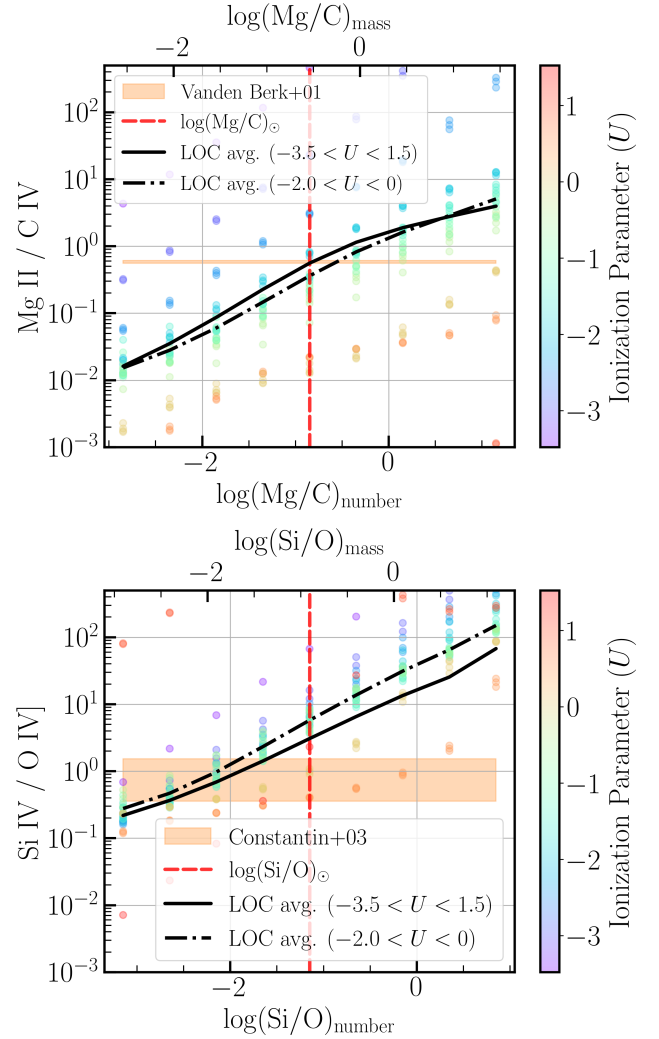 log(Mg/C)mass
−2 0
Vanden Berk+01
log(Mg/C)⊙
LOC avg. (−3.5 < U < 1.5)
LOC avg. (−2.0 < U < 0)
Mg II / C IV
10²
10¹
10⁰
10⁻¹
10⁻²
10⁻³
−2 0
log(Mg/C)number
1
0
−1
−2
−3
Ionization Parameter (U)
log(Si/O)mass
−2 0
Si IV / O IV]
10²
10¹
10⁰
10⁻¹
10⁻²
10⁻³
Constantin+03
log(Si/O)⊙
LOC avg. (−3.5 < U < 1.5)
LOC avg. (−2.0 < U < 0)
−2 0
log(Si/O)number
1
0
−1
−2
−3
Ionization Parameter (U)